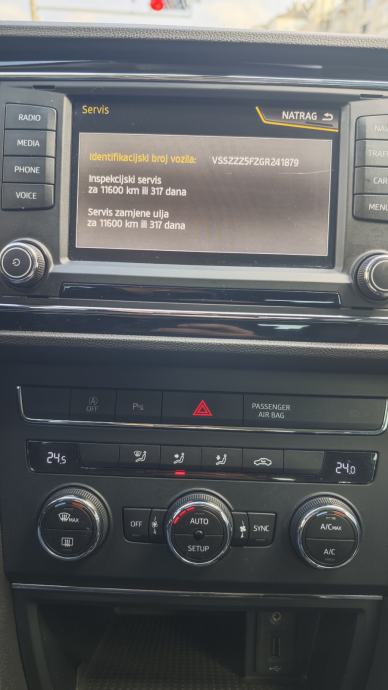 Servis
NATRAG
RADIO
MEDIA
PHONE
VOICE
NAV
TRAFF
CAR
MENU
Identifikacijski broj vozila: VSSZZZ5FZGR241879
Inspekcijski servis
za 11600 km ili 317 dana
Servis zamjene ulja
za 11600 km ili 317 dana
A OFF
P
PASSENGER
AIR BAG
24.5
24.0
MAX
OFF
AUTO
SETUP
SYNC
A/C MAX
A/C